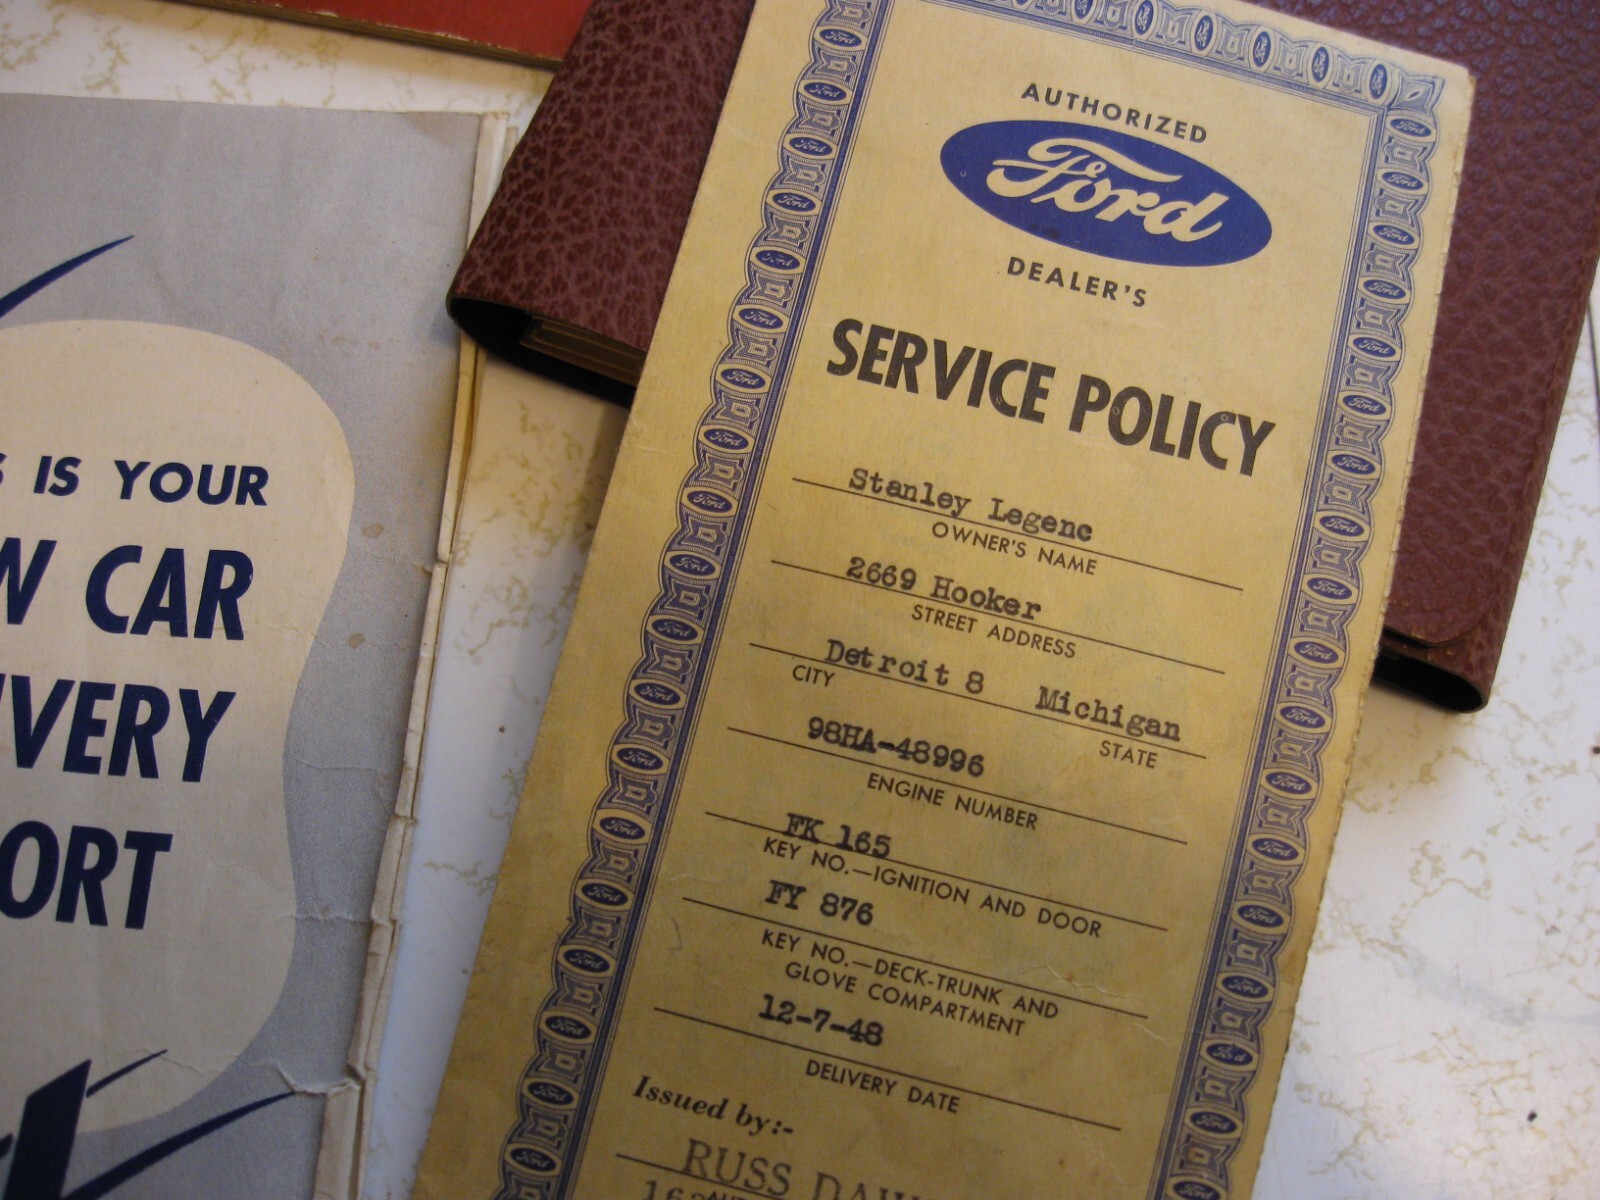 IS YOUR
CAR
ORT
AUTHORIZED
Ford
DEALER'S
SERVICE POLICY
Stanley Legenc
OWNER'S NAME
2669 Hooker
STREET ADDRESS
Detroit 8 Michigan
CITY STATE
98HA-48996
ENGINE NUMBER
FK 165
KEY NO.—IGNITION AND DOOR
FY 876
KEY NO.—DECK-TRUNK AND
GLOVE COMPARTMENT
12-7-48
DELIVERY DATE
Issued by:-
RUSS